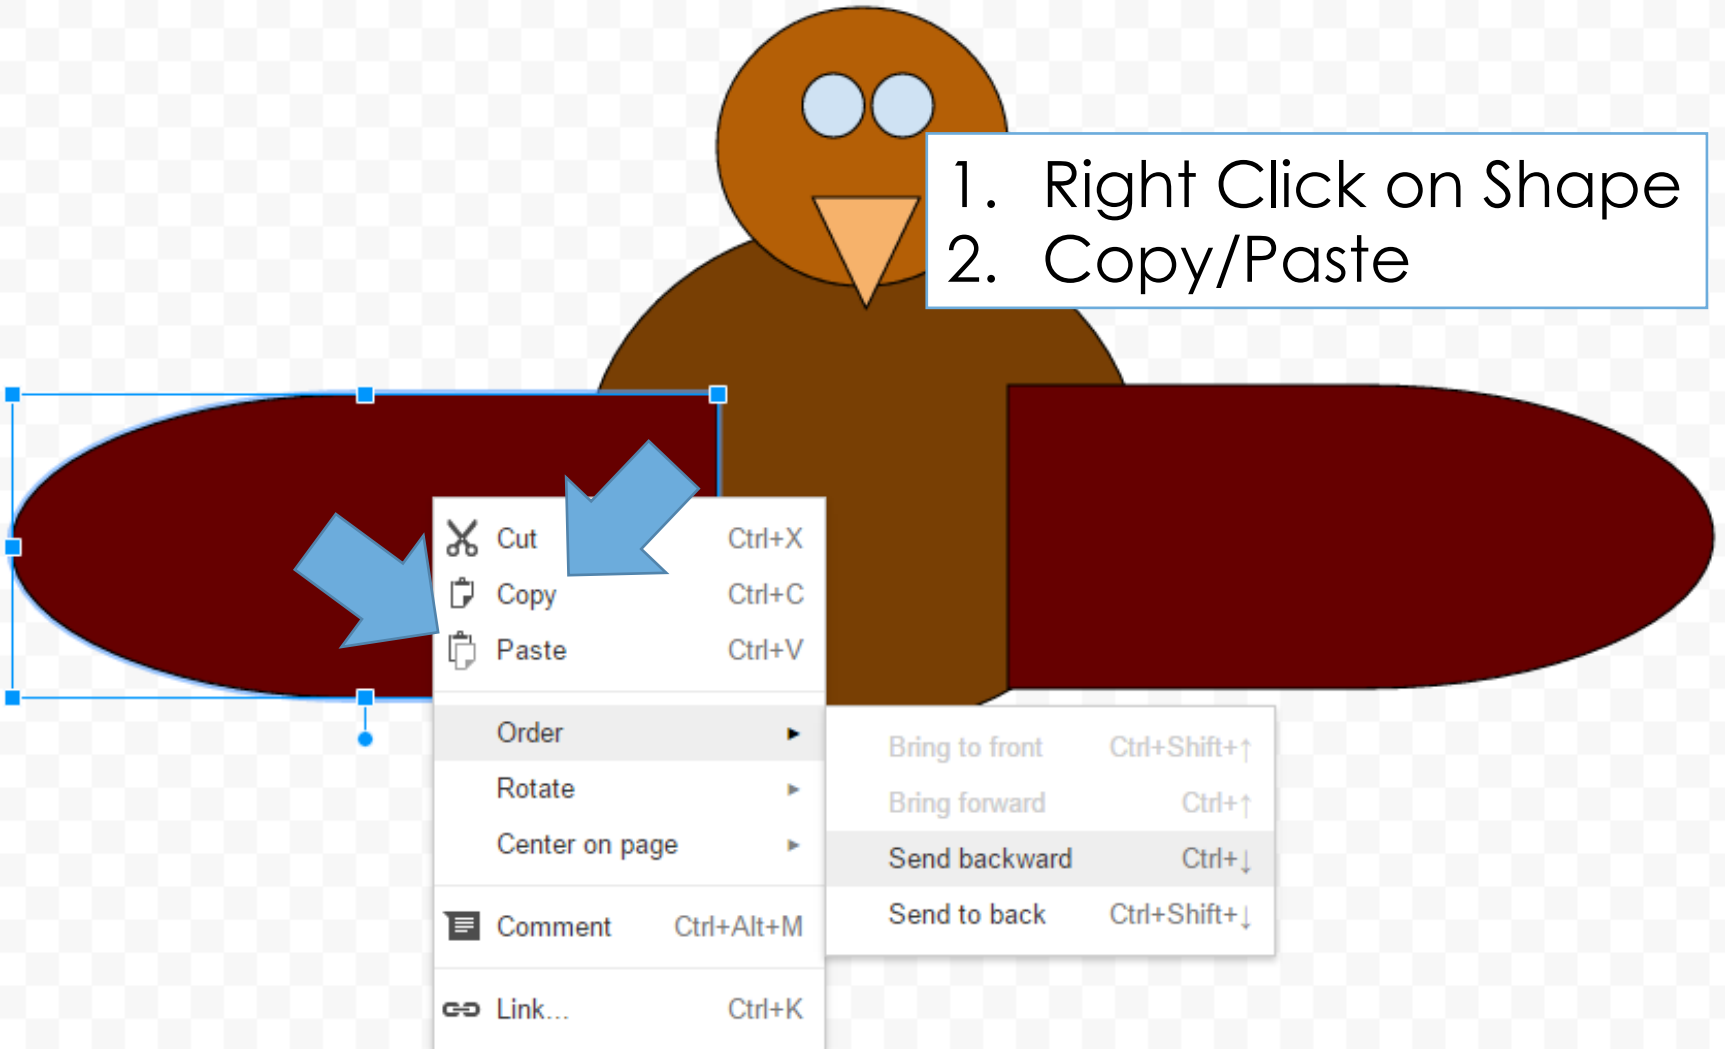 1. Right Click on Shape
2. Copy/Paste
Cut Ctrl+X
Copy Ctrl+C
Paste Ctrl+V
Order ►
Rotate ►
Center on page ►
Comment Ctrl+Alt+M
Link... Ctrl+K
Bring to front Ctrl+Shift+↑
Bring forward Ctrl+↑
Send backward Ctrl+↓
Send to back Ctrl+Shift+↓